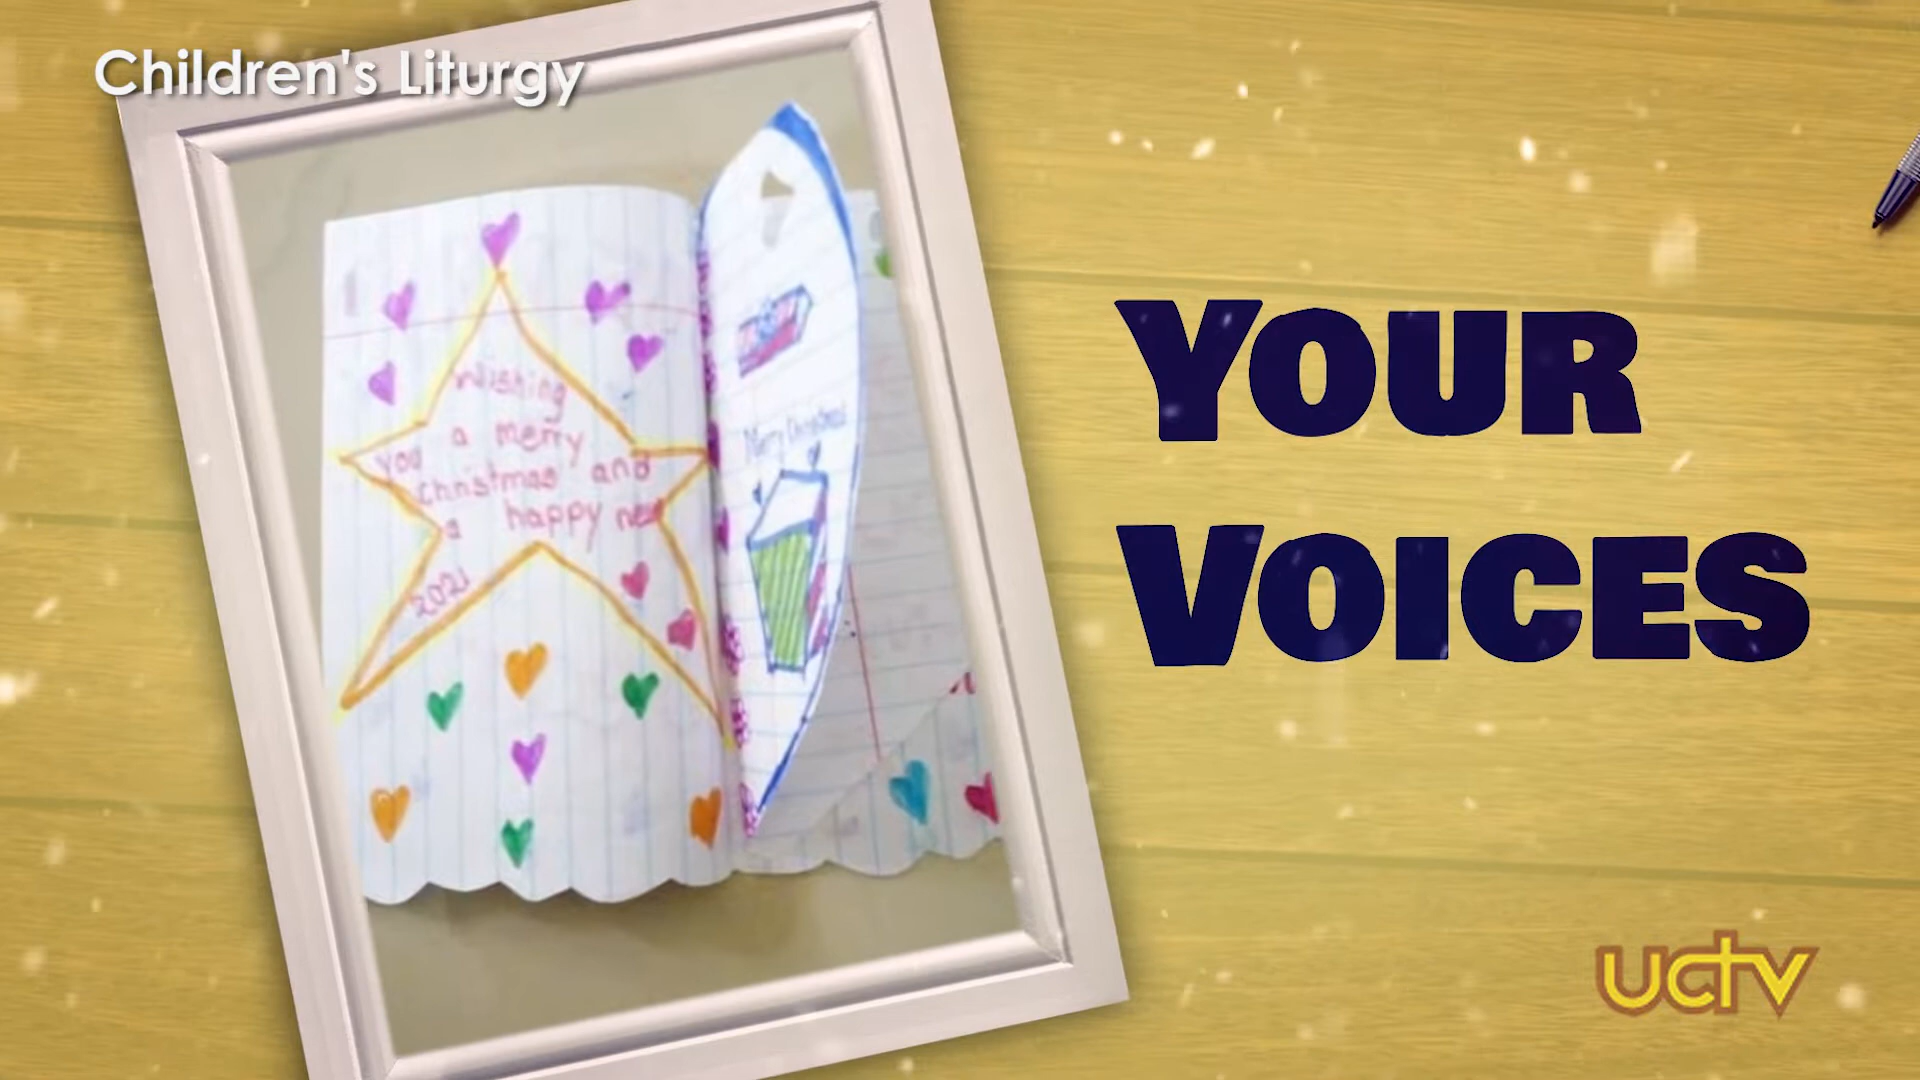 Children's Liturgy
Wishing
a merry
you
christmas and
a happy new
2021
Merry Christmas
YOUR
VOICES
uctv